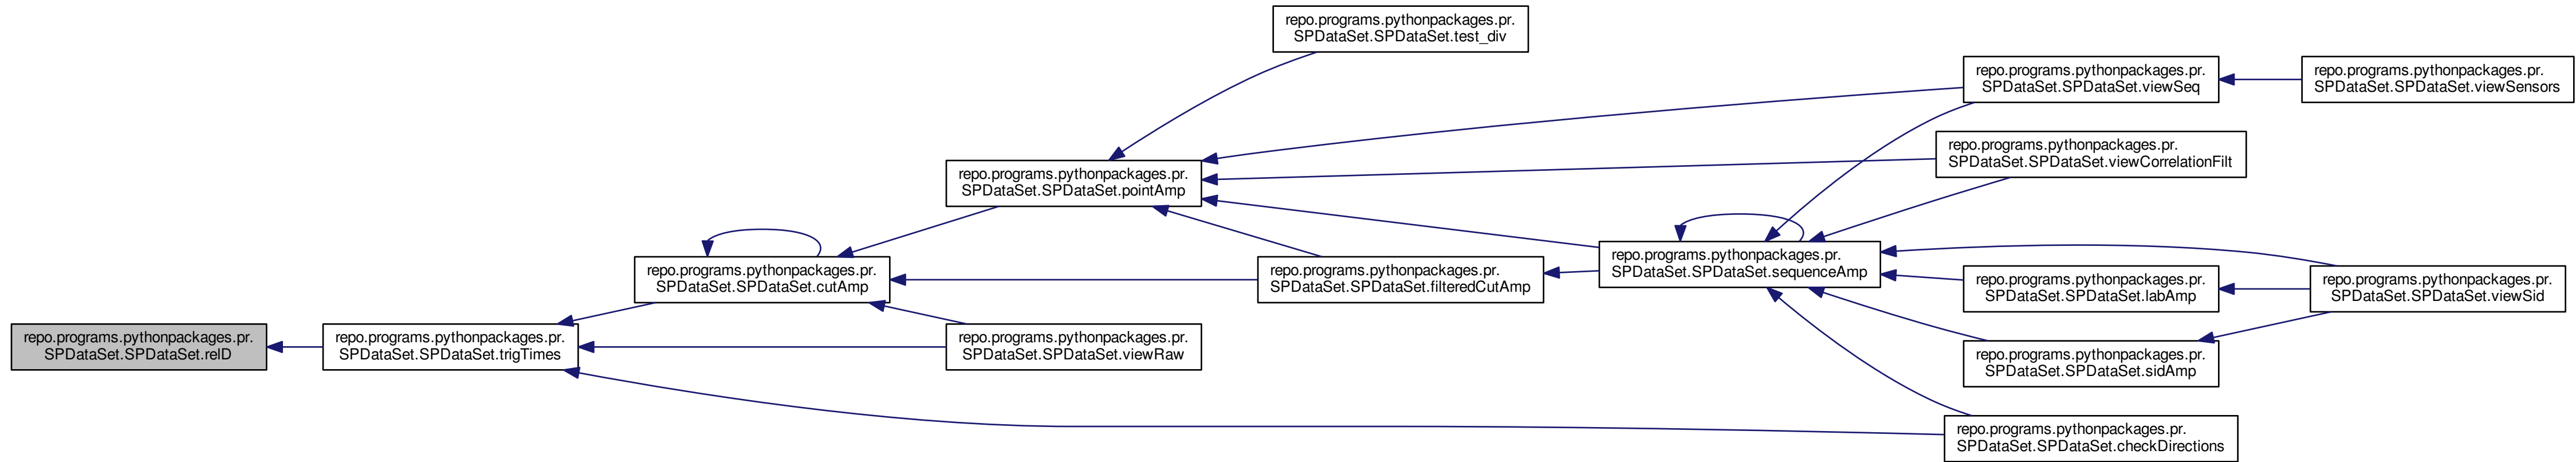 repo.programs.pythonpackages.pr.
SPDataSet.SPDataSet.test_div
repo.programs.pythonpackages.pr.
SPDataSet.SPDataSet.viewSeq
repo.programs.pythonpackages.pr.
SPDataSet.SPDataSet.viewSensors
repo.programs.pythonpackages.pr.
SPDataSet.SPDataSet.viewCorrelationFilt
repo.programs.pythonpackages.pr.
SPDataSet.SPDataSet.pointAmp
repo.programs.pythonpackages.pr.
SPDataSet.SPDataSet.sequenceAmp
repo.programs.pythonpackages.pr.
SPDataSet.SPDataSet.cutAmp
repo.programs.pythonpackages.pr.
SPDataSet.SPDataSet.filteredCutAmp
repo.programs.pythonpackages.pr.
SPDataSet.SPDataSet.labAmp
repo.programs.pythonpackages.pr.
SPDataSet.SPDataSet.viewSid
repo.programs.pythonpackages.pr.
SPDataSet.SPDataSet.relD
repo.programs.pythonpackages.pr.
SPDataSet.SPDataSet.trigTimes
repo.programs.pythonpackages.pr.
SPDataSet.SPDataSet.viewRaw
repo.programs.pythonpackages.pr.
SPDataSet.SPDataSet.sidAmp
repo.programs.pythonpackages.pr.
SPDataSet.SPDataSet.checkDirections